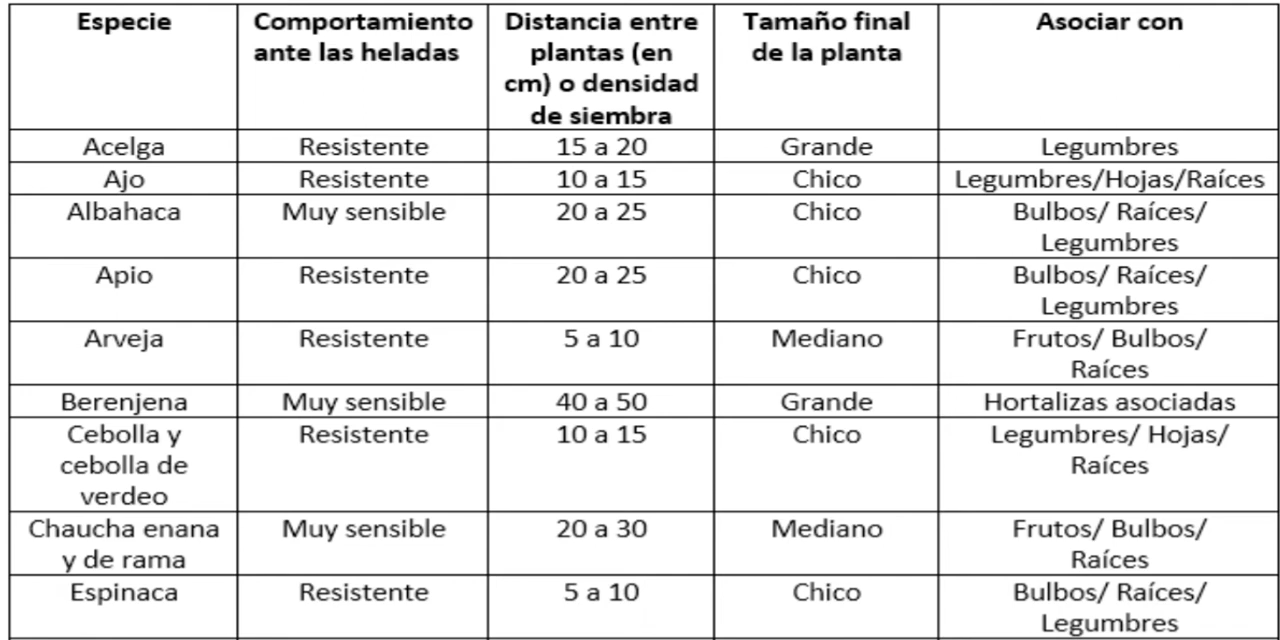 Especie Comportamiento ante las heladas Distancia entre plantas (en cm) o densidad de siembra Tamaño final de la planta Asociar con
Acelga Resistente 15 a 20 Grande Legumbres
Ajo Resistente 10 a 15 Chico Legumbres/Hojas/Raíces
Albahaca Muy sensible 20 a 25 Chico Bulbos/ Raíces/ Legumbres
Apio Resistente 20 a 25 Chico Bulbos/ Raíces/ Legumbres
Arveja Resistente 5 a 10 Mediano Frutos/ Bulbos/ Raíces
Berenjena Muy sensible 40 a 50 Grande Hortalizas asociadas
Cebolla y cebolla de verdeo Resistente 10 a 15 Chico Legumbres/ Hojas/ Raíces
Chaucha enana y de rama Muy sensible 20 a 30 Mediano Frutos/ Bulbos/ Raíces
Espinaca Resistente 5 a 10 Chico Bulbos/ Raíces/ Legumbres